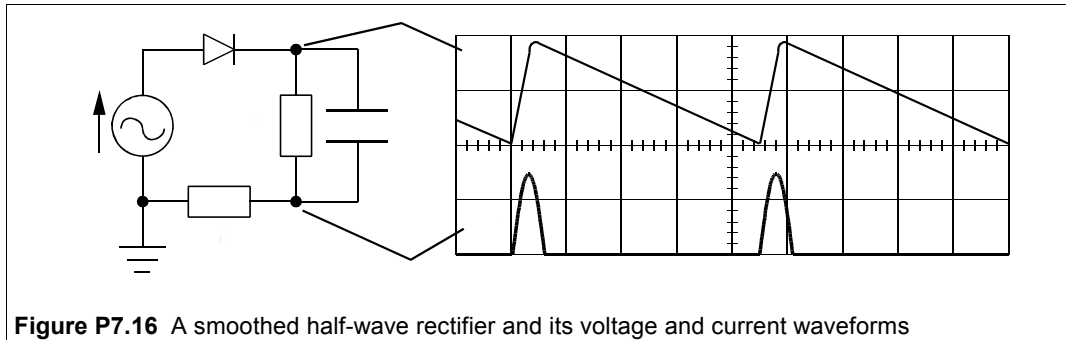 Figure P7.16 A smoothed half-wave rectifier and its voltage and current waveforms